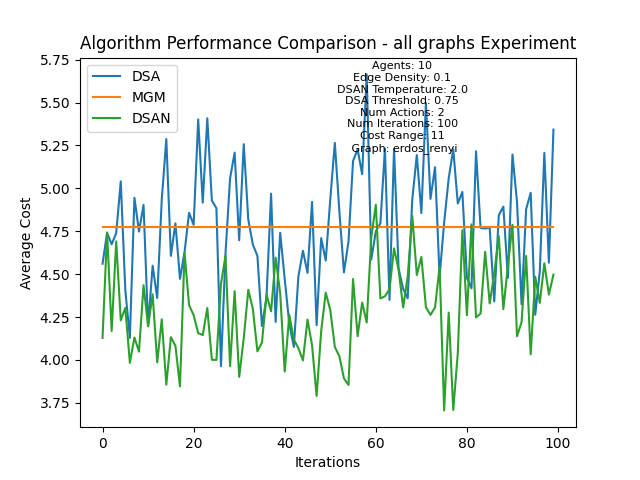 Algorithm Performance Comparison - all graphs Experiment
DSA
MGM
DSAN
Agents: 10
Edge Density: 0.1
DSAN Temperature: 2.0
DSA Threshold: 0.75
Num Actions: 2
Num Iterations: 100
Cost Range: 11
Graph: erdos_renyi
Average Cost
5.75
5.50
5.25
5.00
4.75
4.50
4.25
4.00
3.75
0 20 40 60 80 100
Iterations